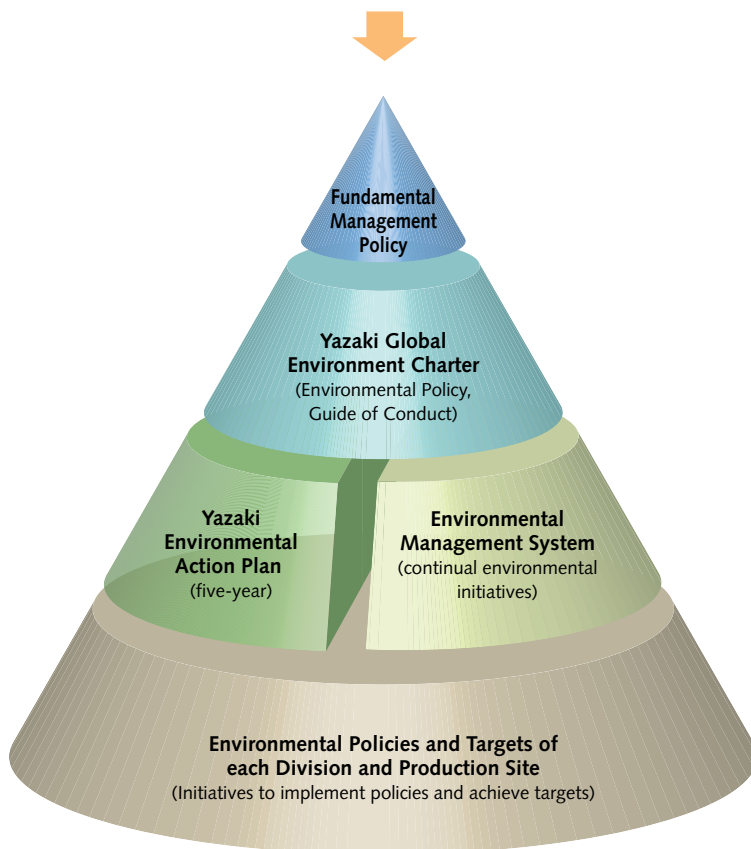 Fundamental
Management
Policy
Yazaki Global
Environment Charter
(Environmental Policy,
Guide of Conduct)
Yazaki
Environmental
Action Plan
(five-year)
Environmental
Management System
(continual environmental
initiatives)
Environmental Policies and Targets of
each Division and Production Site
(Initiatives to implement policies and achieve targets)